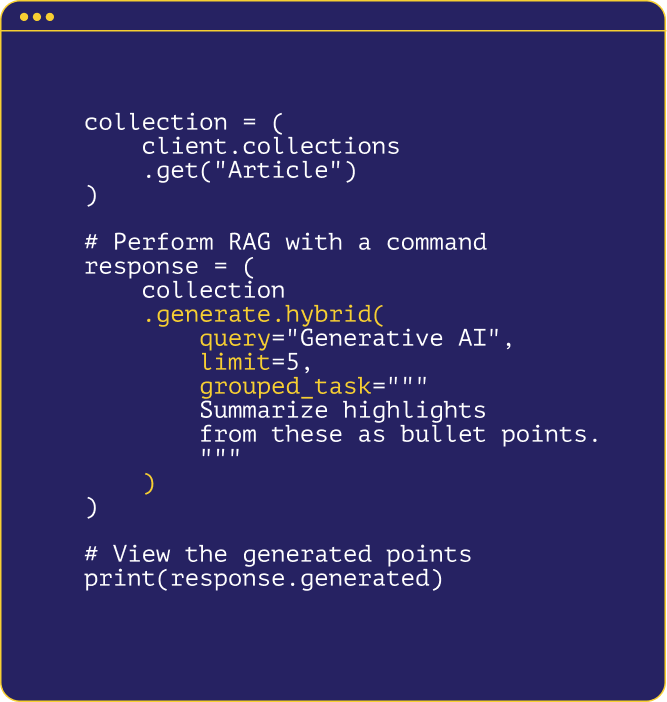 collection = (
    client.collections
    .get("Article")
)

# Perform RAG with a command
response = (
    collection
    .generate.hybrid(
        query="Generative AI",
        limit=5,
        grouped_task="""
        Summarize highlights
        from these as bullet points.
        """
    )
)

# View the generated points
print(response.generated)